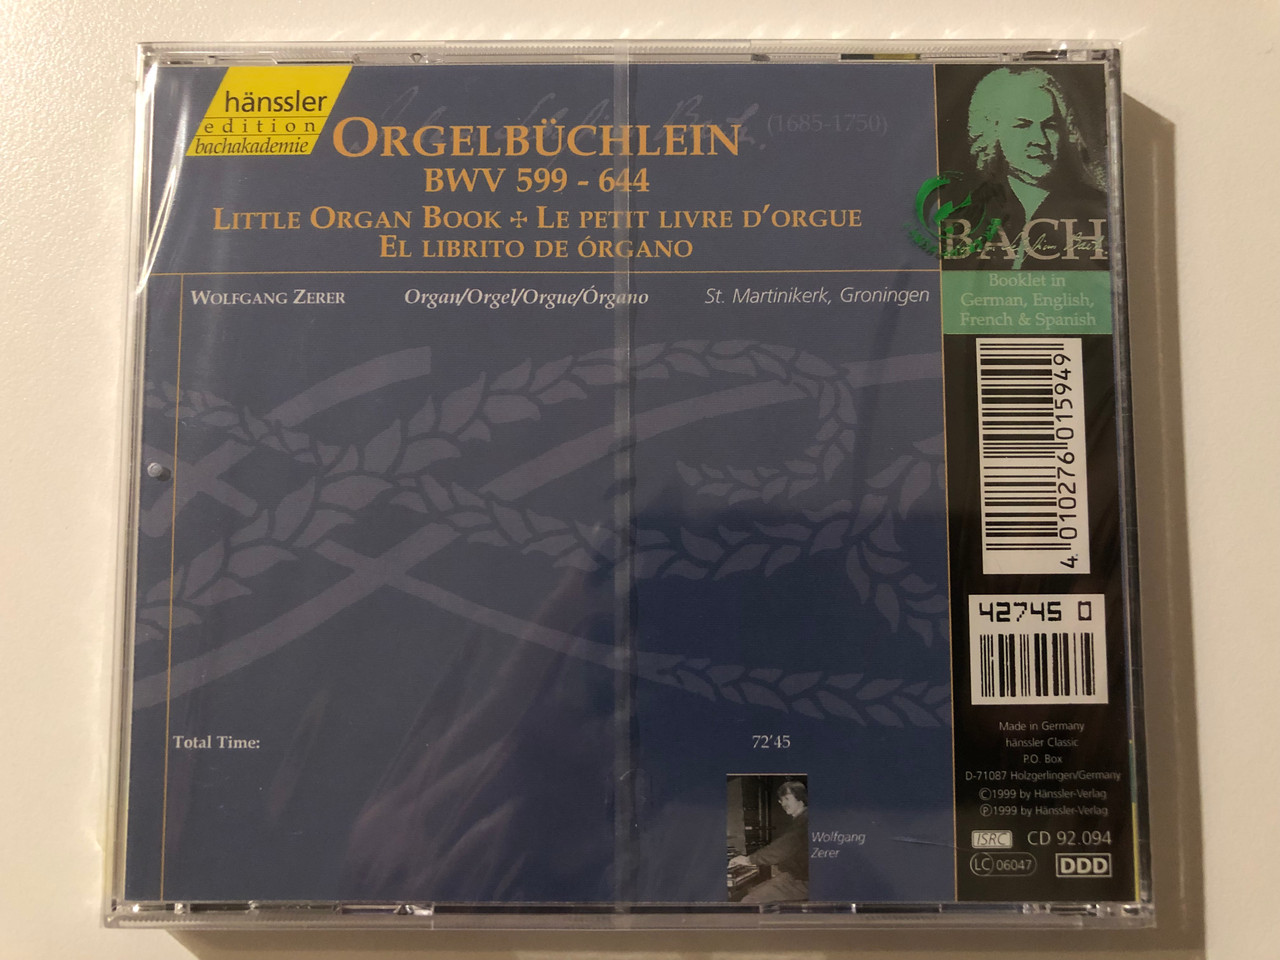 hänssler
edition
bachakademie
(1685-1750)
ORGELBÜCHLEIN
BWV 599 - 644
LITTLE ORGAN BOOK ✢ LE PETIT LIVRE D'ORGUE
EL LIBRITO DE ÓRGANO
WOLFGANG ZERER Organ/Orgel/Orgue/Órgano St. Martinikerk, Groningen
BACH
Booklet in
German, English,
French & Spanish
4 010276 015949
42745 0
Total Time: 72'45
Wolfgang
Zerer
Made in Germany
hänssler Classic
P.O. Box
D-71087 Holzgerlingen/Germany
©1999 by Hänssler-Verlag
℗1999 by Hänssler-Verlag
ISRC CD 92.094
LC 06047 DDD